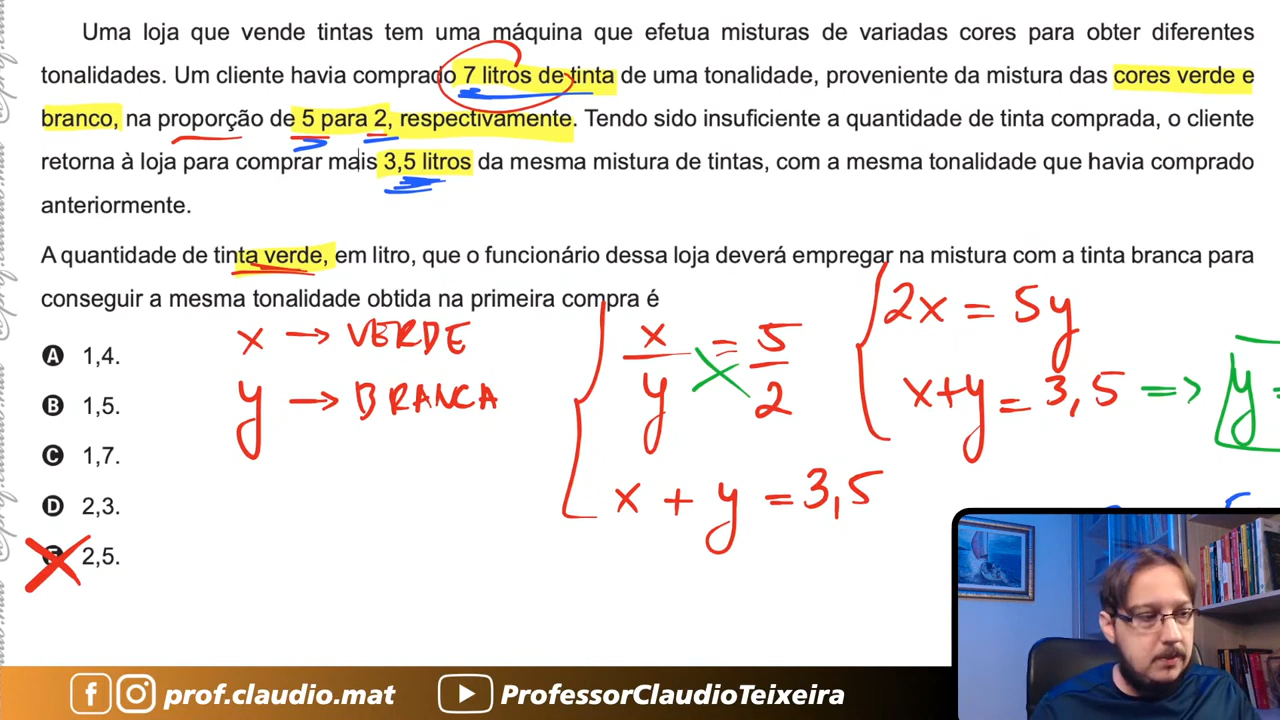 Uma loja que vende tintas tem uma máquina que efetua misturas de variadas cores para obter diferentes
tonalidades. Um cliente havia comprado 7 litros de tinta de uma tonalidade, proveniente da mistura das cores verde e
branco, na proporção de 5 para 2, respectivamente. Tendo sido insuficiente a quantidade de tinta comprada, o cliente
retorna à loja para comprar mais 3,5 litros da mesma mistura de tintas, com a mesma tonalidade que havia comprado
anteriormente.
A quantidade de tinta verde, em litro, que o funcionário dessa loja deverá empregar na mistura com a tinta branca para
conseguir a mesma tonalidade obtida na primeira compra é
A 1,4.
B 1,5.
C 1,7.
D 2,3.
2,5.
x → VERDE
y → BRANCA
x/y = 5/2
x + y = 3,5
2x = 5y
x+y = 3,5 => y =
prof.claudio.mat
ProfessorClaudioTeixeira